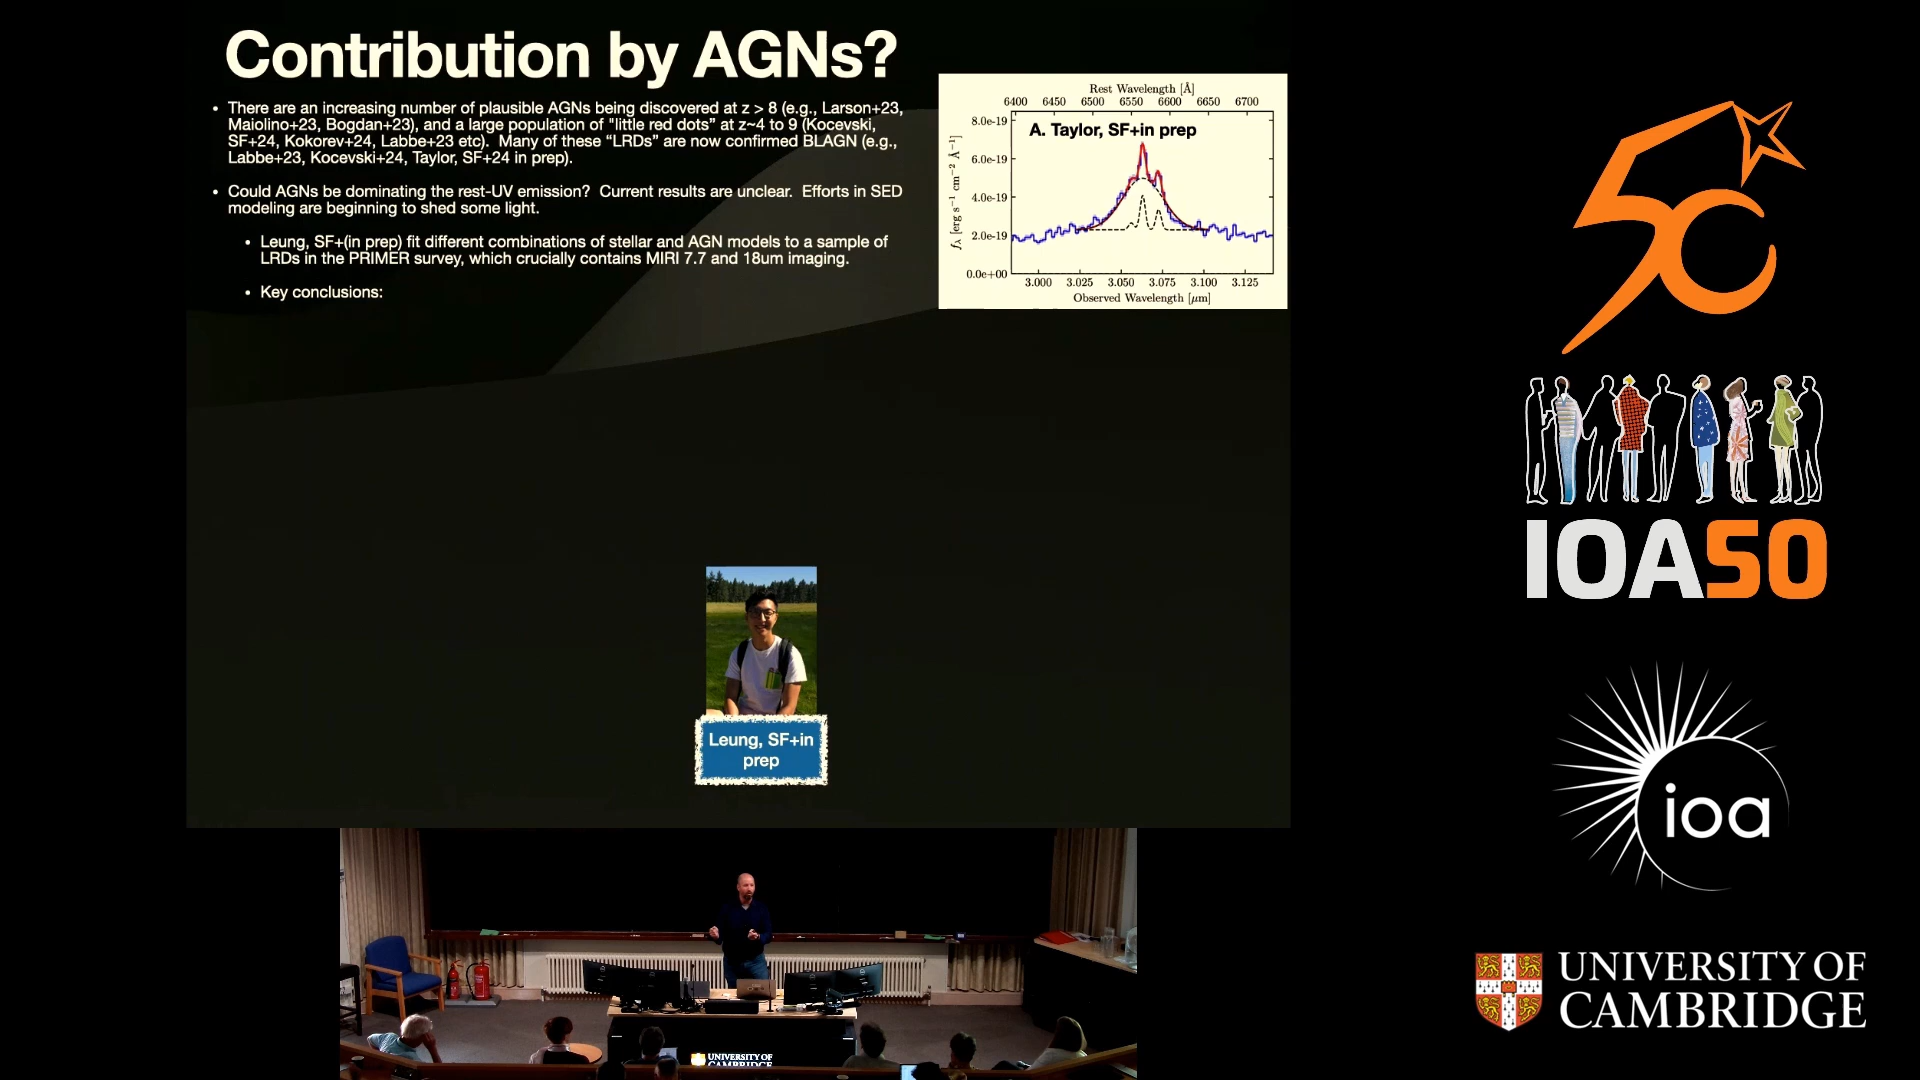 Contribution by AGNs?
• There are an increasing number of plausible AGNs being discovered at z > 8 (e.g., Larson+23,
Maiolino+23, Bogdan+23), and a large population of "little red dots” at z~4 to 9 (Kocevski,
SF+24, Kokorev+24, Labbe+23 etc). Many of these “LRDs” are now confirmed BLAGN (e.g.,
Labbe+23, Kocevski+24, Taylor, SF+24 in prep).
• Could AGNs be dominating the rest-UV emission? Current results are unclear. Efforts in SED
modeling are beginning to shed some light.
• Leung, SF+(in prep) fit different combinations of stellar and AGN models to a sample of
LRDs in the PRIMER survey, which crucially contains MIRI 7.7 and 18um imaging.
• Key conclusions:
Rest Wavelength [Å]
6400 6450 6500 6550 6600 6650 6700
A. Taylor, SF+in prep
8.0e-19
6.0e-19
4.0e-19
2.0e-19
0.0e+00
fλ [erg s⁻¹ cm⁻² Å⁻¹]
3.000 3.025 3.050 3.075 3.100 3.125
Observed Wavelength [μm]
Leung, SF+in
prep
50
IOA50
ioa
UNIVERSITY OF
CAMBRIDGE
UNIVERSITY OF
CAMBRIDGE